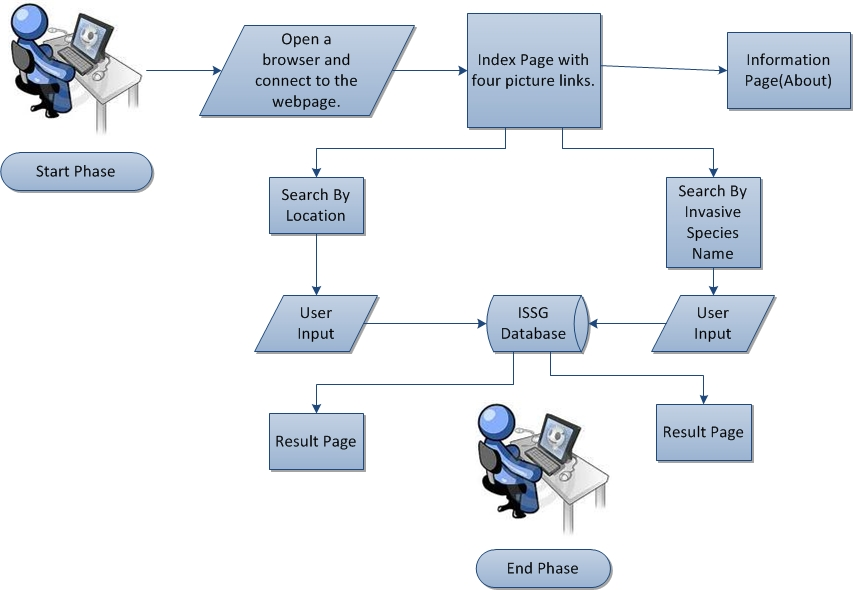 Open a
browser and
connect to the
webpage.
Index Page with
four picture links.
Information
Page(About)
Start Phase
Search By
Location
Search By
Invasive
Species
Name
User
Input
ISSG
Database
User
Input
Result Page
Result Page
End Phase